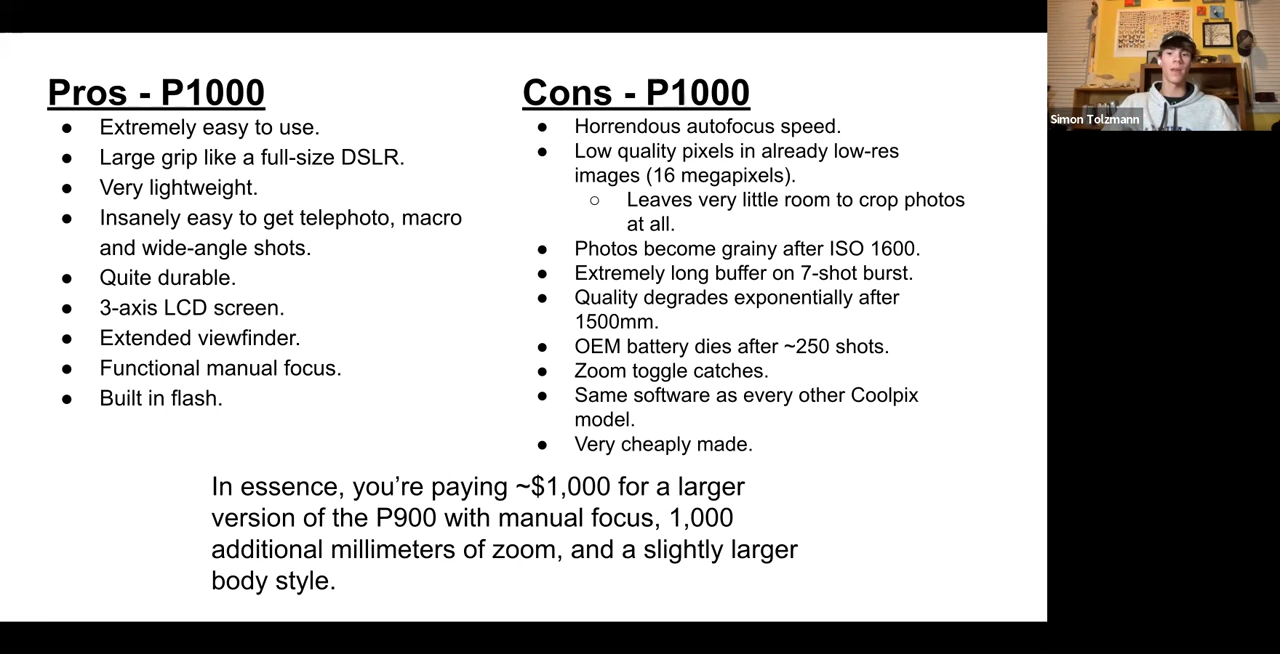 Pros - P1000
● Extremely easy to use.
● Large grip like a full-size DSLR.
● Very lightweight.
● Insanely easy to get telephoto, macro
and wide-angle shots.
● Quite durable.
● 3-axis LCD screen.
● Extended viewfinder.
● Functional manual focus.
● Built in flash.
Cons - P1000
● Horrendous autofocus speed.
● Low quality pixels in already low-res
images (16 megapixels).
○ Leaves very little room to crop photos
at all.
● Photos become grainy after ISO 1600.
● Extremely long buffer on 7-shot burst.
● Quality degrades exponentially after
1500mm.
● OEM battery dies after ~250 shots.
● Zoom toggle catches.
● Same software as every other Coolpix
model.
● Very cheaply made.
In essence, you’re paying ~$1,000 for a larger
version of the P900 with manual focus, 1,000
additional millimeters of zoom, and a slightly larger
body style.
Simon Tolzmann